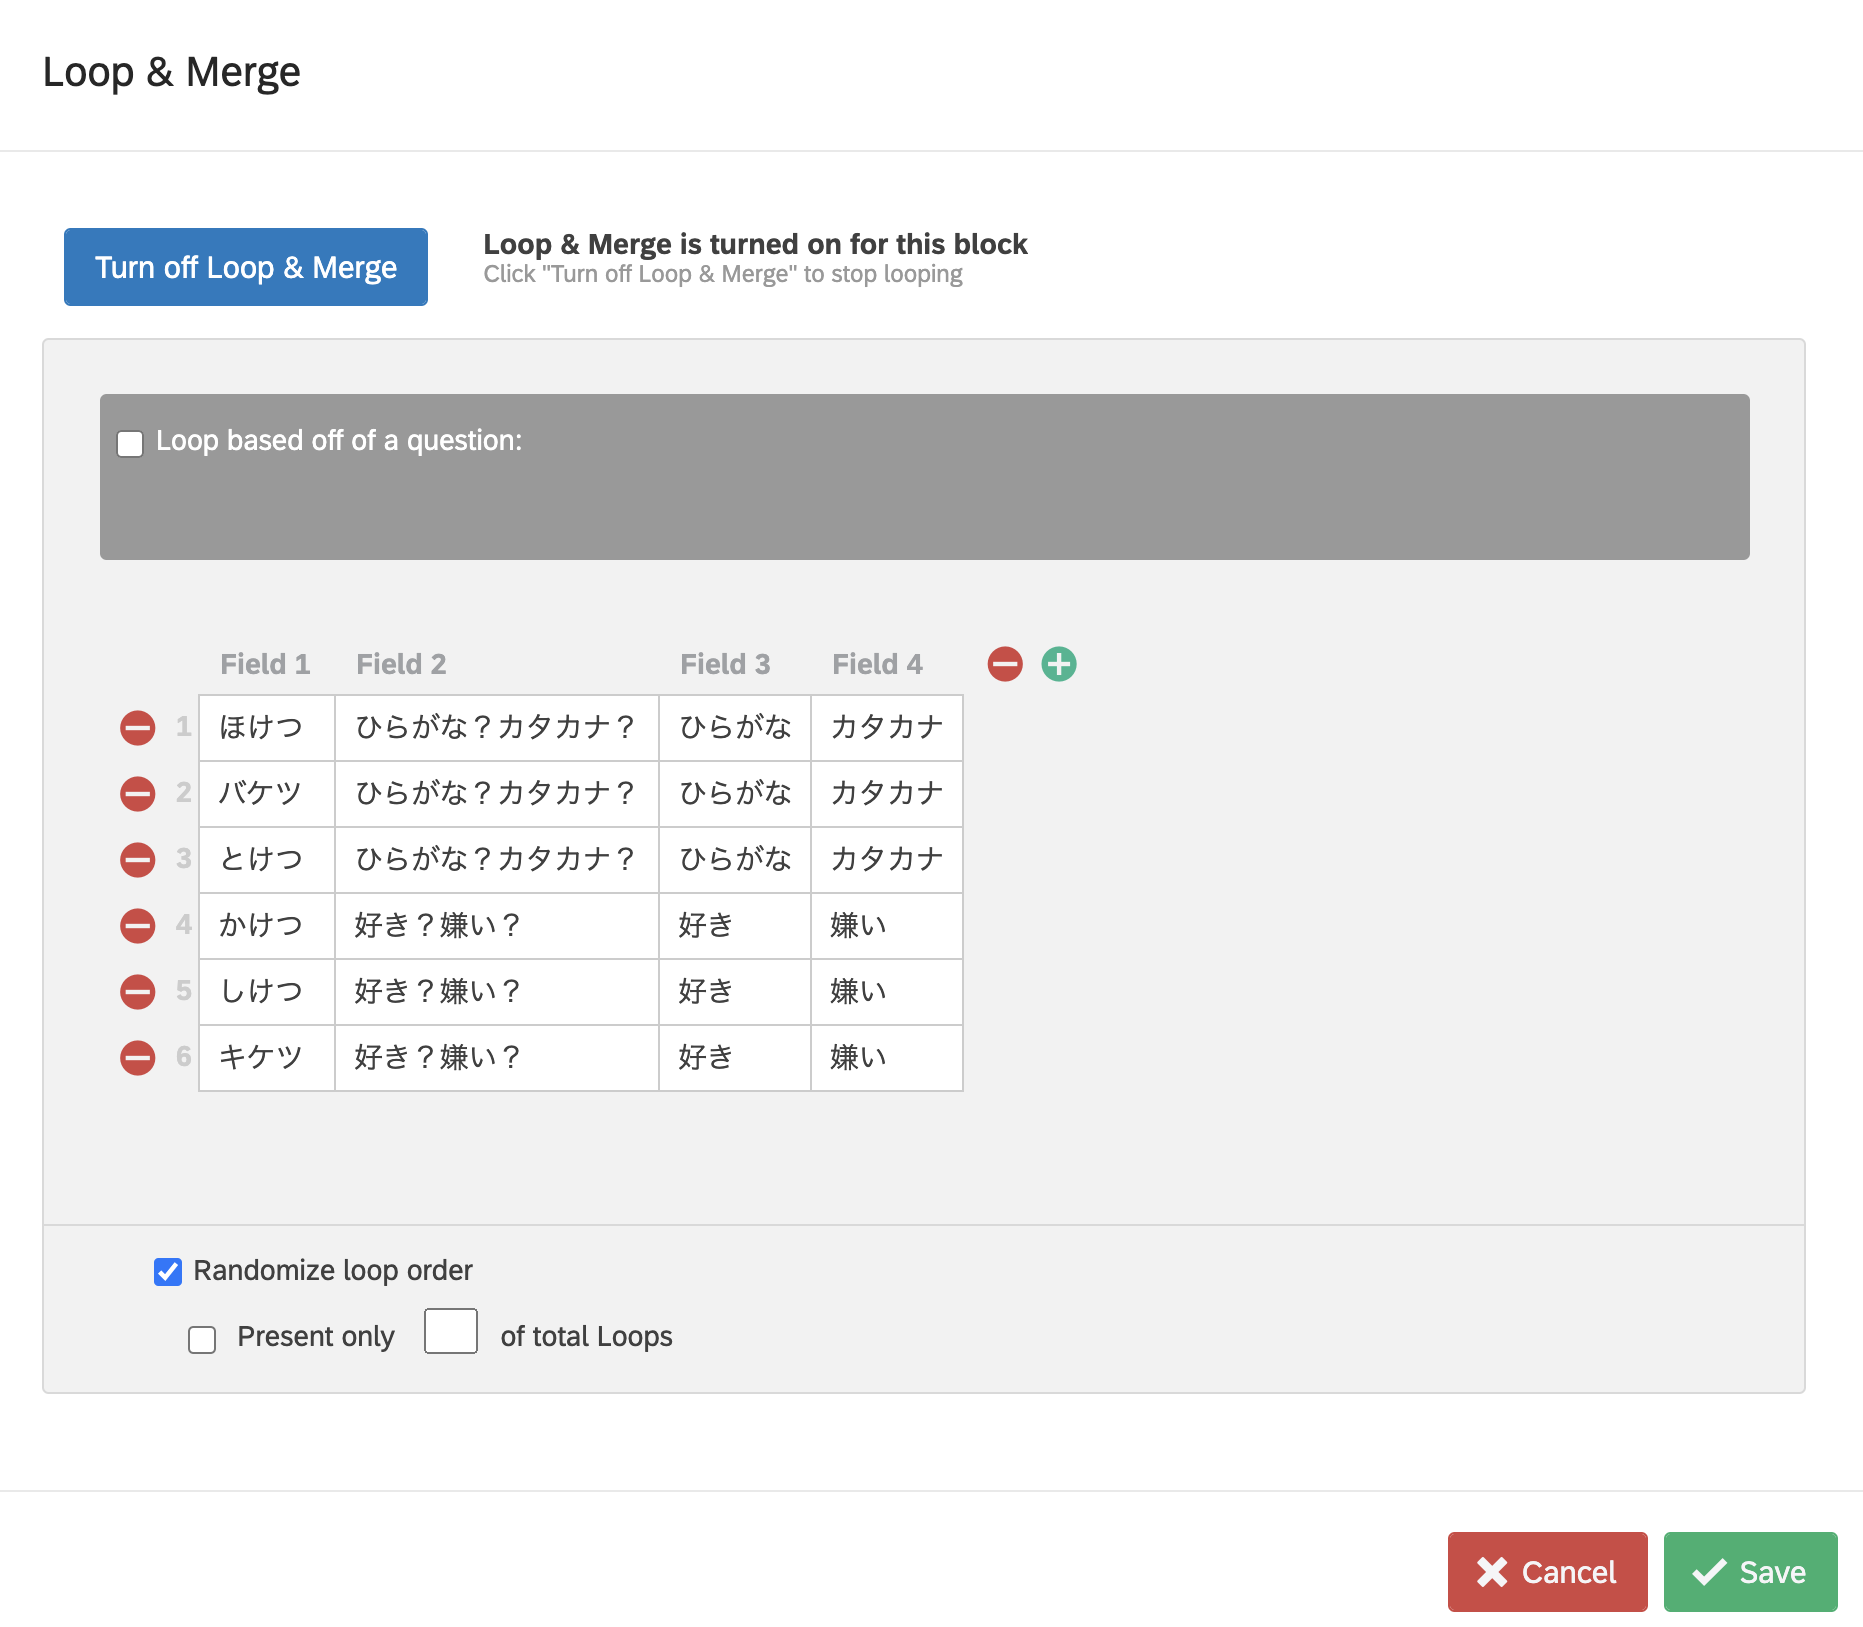 Loop & Merge
Turn off Loop & Merge
Loop & Merge is turned on for this block
Click "Turn off Loop & Merge" to stop looping
Loop based off of a question:
Field 1 Field 2 Field 3 Field 4
1 ほけつ ひらがな？カタカナ？ ひらがな カタカナ
2 バケツ ひらがな？カタカナ？ ひらがな カタカナ
3 とけつ ひらがな？カタカナ？ ひらがな カタカナ
4 かけつ 好き？嫌い？ 好き 嫌い
5 しけつ 好き？嫌い？ 好き 嫌い
6 キケツ 好き？嫌い？ 好き 嫌い
Randomize loop order
Present only of total Loops
Cancel Save